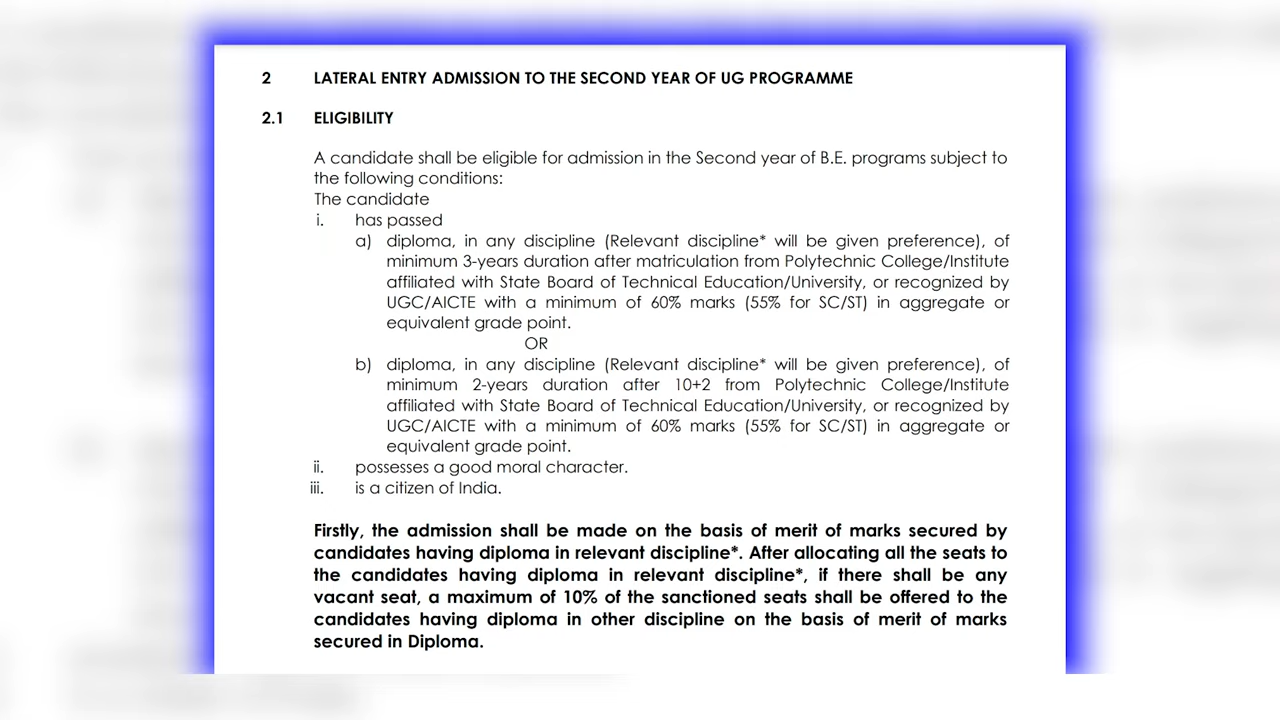 2 LATERAL ENTRY ADMISSION TO THE SECOND YEAR OF UG PROGRAMME
2.1 ELIGIBILITY
A candidate shall be eligible for admission in the Second year of B.E. programs subject to
the following conditions:
The candidate
i. has passed
a) diploma, in any discipline (Relevant discipline* will be given preference), of
minimum 3-years duration after matriculation from Polytechnic College/Institute
affiliated with State Board of Technical Education/University, or recognized by
UGC/AICTE with a minimum of 60% marks (55% for SC/ST) in aggregate or
equivalent grade point.
OR
b) diploma, in any discipline (Relevant discipline* will be given preference), of
minimum 2-years duration after 10+2 from Polytechnic College/Institute
affiliated with State Board of Technical Education/University, or recognized by
UGC/AICTE with a minimum of 60% marks (55% for SC/ST) in aggregate or
equivalent grade point.
ii. possesses a good moral character.
iii. is a citizen of India.
Firstly, the admission shall be made on the basis of merit of marks secured by
candidates having diploma in relevant discipline*. After allocating all the seats to
the candidates having diploma in relevant discipline*, if there shall be any
vacant seat, a maximum of 10% of the sanctioned seats shall be offered to the
candidates having diploma in other discipline on the basis of merit of marks
secured in Diploma.